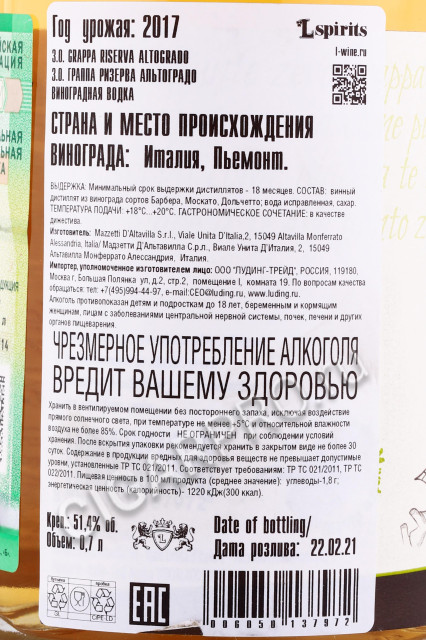 Год урожая: 2017
Lspirits
l-wine.ru
З.О. GRAPPA RISERVA ALTOGRADO
З.О. ГРАППА РИЗЕРВА АЛЬТОГРАДО
ВИНОГРАДНАЯ ВОДКА
СТРАНА И МЕСТО ПРОИСХОЖДЕНИЯ
ВИНОГРАДА: Италия, Пьемонт.
ВЫДЕРЖКА: Минимальный срок выдержки дистиллятов - 18 месяцев. СОСТАВ: винный
дистиллят из винограда сортов Барбера, Москато, Дольчетто; вода исправленная, сахар.
ТЕМПЕРАТУРА ПОДАЧИ: +18°С...+20°С. ГАСТРОНОМИЧЕСКОЕ СОЧЕТАНИЕ: в качестве
дижестива.
Изготовитель: Mazzetti D'Altavilla S.r.l., Viale Unita D'Italia,2, 15049 Altavilla Monferrato
Alessandria, Italia/ Мадзетти Д'Альтавилла С.р.л., Виале Унита Д'Италия, 2, 15049
Альтавилла Монферрато Алессандрия, Италия.
Импортер, уполномоченное изготовителем лицо: ООО "ЛУДИНГ-ТРЕЙД", РОССИЯ, 119180,
Москва г, Большая Полянка ул, д.2, стр.2, помещение I, комната 19. По вопросам качества
обращаться: тел:+7(495)994-44-97, e-mail:CEO@luding.ru, www.luding.ru.
Алкоголь противопоказан детям и подросткам до 18 лет, беременным и кормящим
женщинам, лицам с заболеваниями центральной нервной системы, почек, печени и других
органов пищеварения.
ЧРЕЗМЕРНОЕ УПОТРЕБЛЕНИЕ АЛКОГОЛЯ
ВРЕДИТ ВАШЕМУ ЗДОРОВЬЮ
Хранить в вентилируемом помещении без постороннего запаха, исключая воздействие
прямого солнечного света, при температуре не менее +5°С и относительной влажности
воздуха не более 85%. Срок годности НЕ ОГРАНИЧЕН при соблюдении условий
хранения. После вскрытия упаковки рекомендуется хранить в закрытом виде не более 30
суток. Содержание в продукции вредных для здоровья веществ не превышает допустимые
уровни, установленные ТР ТС 021/2011. Соответствует требованиям: ТР ТС 021/2011, ТР ТС
022/2011. Пищевая ценность в 100 мл продукта (среднее значение): углеводы-1,8 г;
энергетическая ценность (калорийность)- 1220 кДж(300 ккал).
Креп.: 51,4% об.
Объем: 0,7 л
Date of bottling/
Дата розлива: 22.02.21
EAC
0 006058 137972